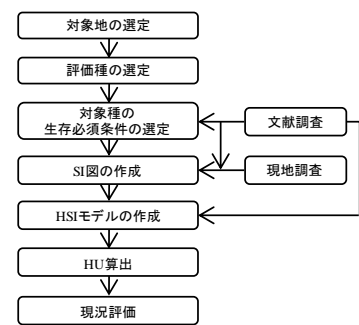 対象地の選定
評価種の選定
対象種の
生存必須条件の選定
文献調査
SI図の作成
現地調査
HSIモデルの作成
HU算出
現況評価